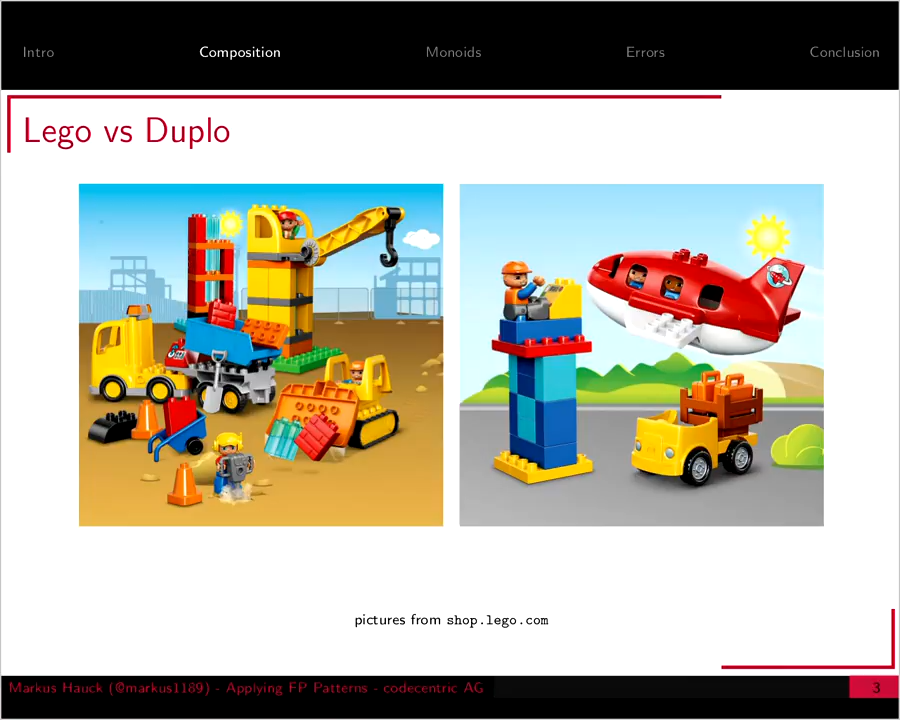 Intro Composition Monoids Errors Conclusion
Lego vs Duplo
pictures from shop.lego.com
Markus Hauck (@markus1189) - Applying FP Patterns - codecentric AG 3